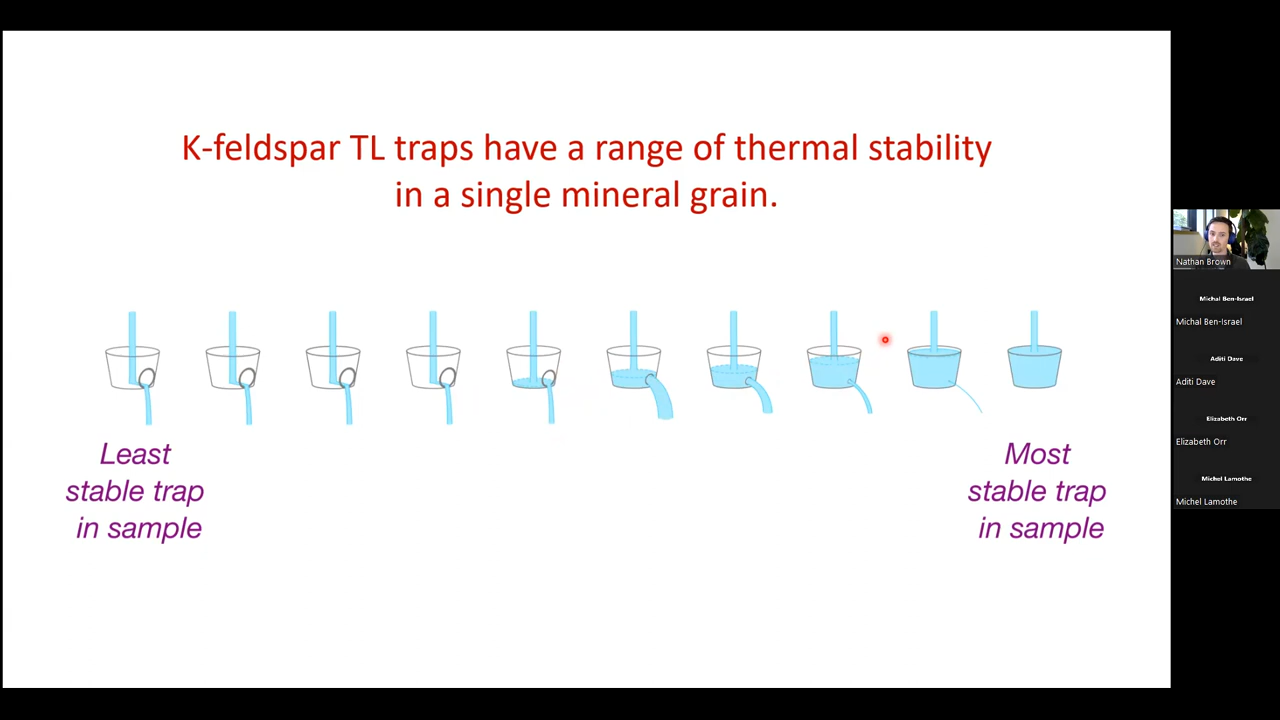 K-feldspar TL traps have a range of thermal stability
in a single mineral grain.
Least
stable trap
in sample
Most
stable trap
in sample
Nathan Brown
Michal Ben-Israel
Michal Ben-Israel
Aditi Dave
Aditi Dave
Elizabeth Orr
Elizabeth Orr
Michel Lamothe
Michel Lamothe